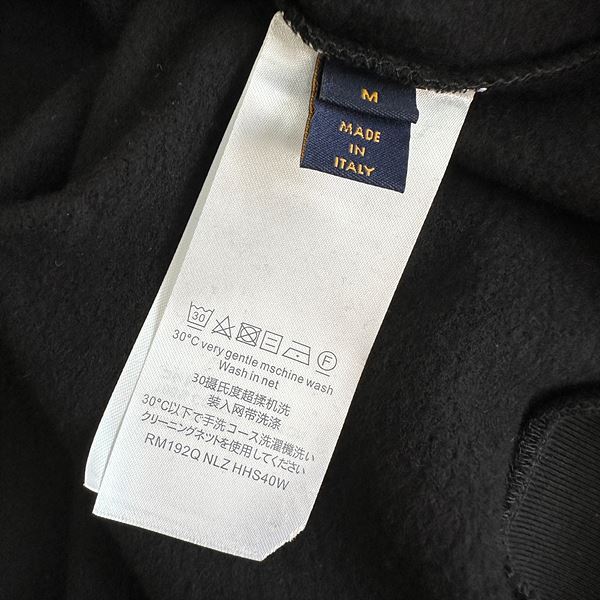 M
MADE
IN
ITALY
30
F
30°C very gentle mschine wash
Wash in net
30摄氏度超揉机洗
装入网带洗涤
30°C以下で手洗コース洗濯機洗い
クリーニングネットを使用してください
RM192Q NLZ HHS40W